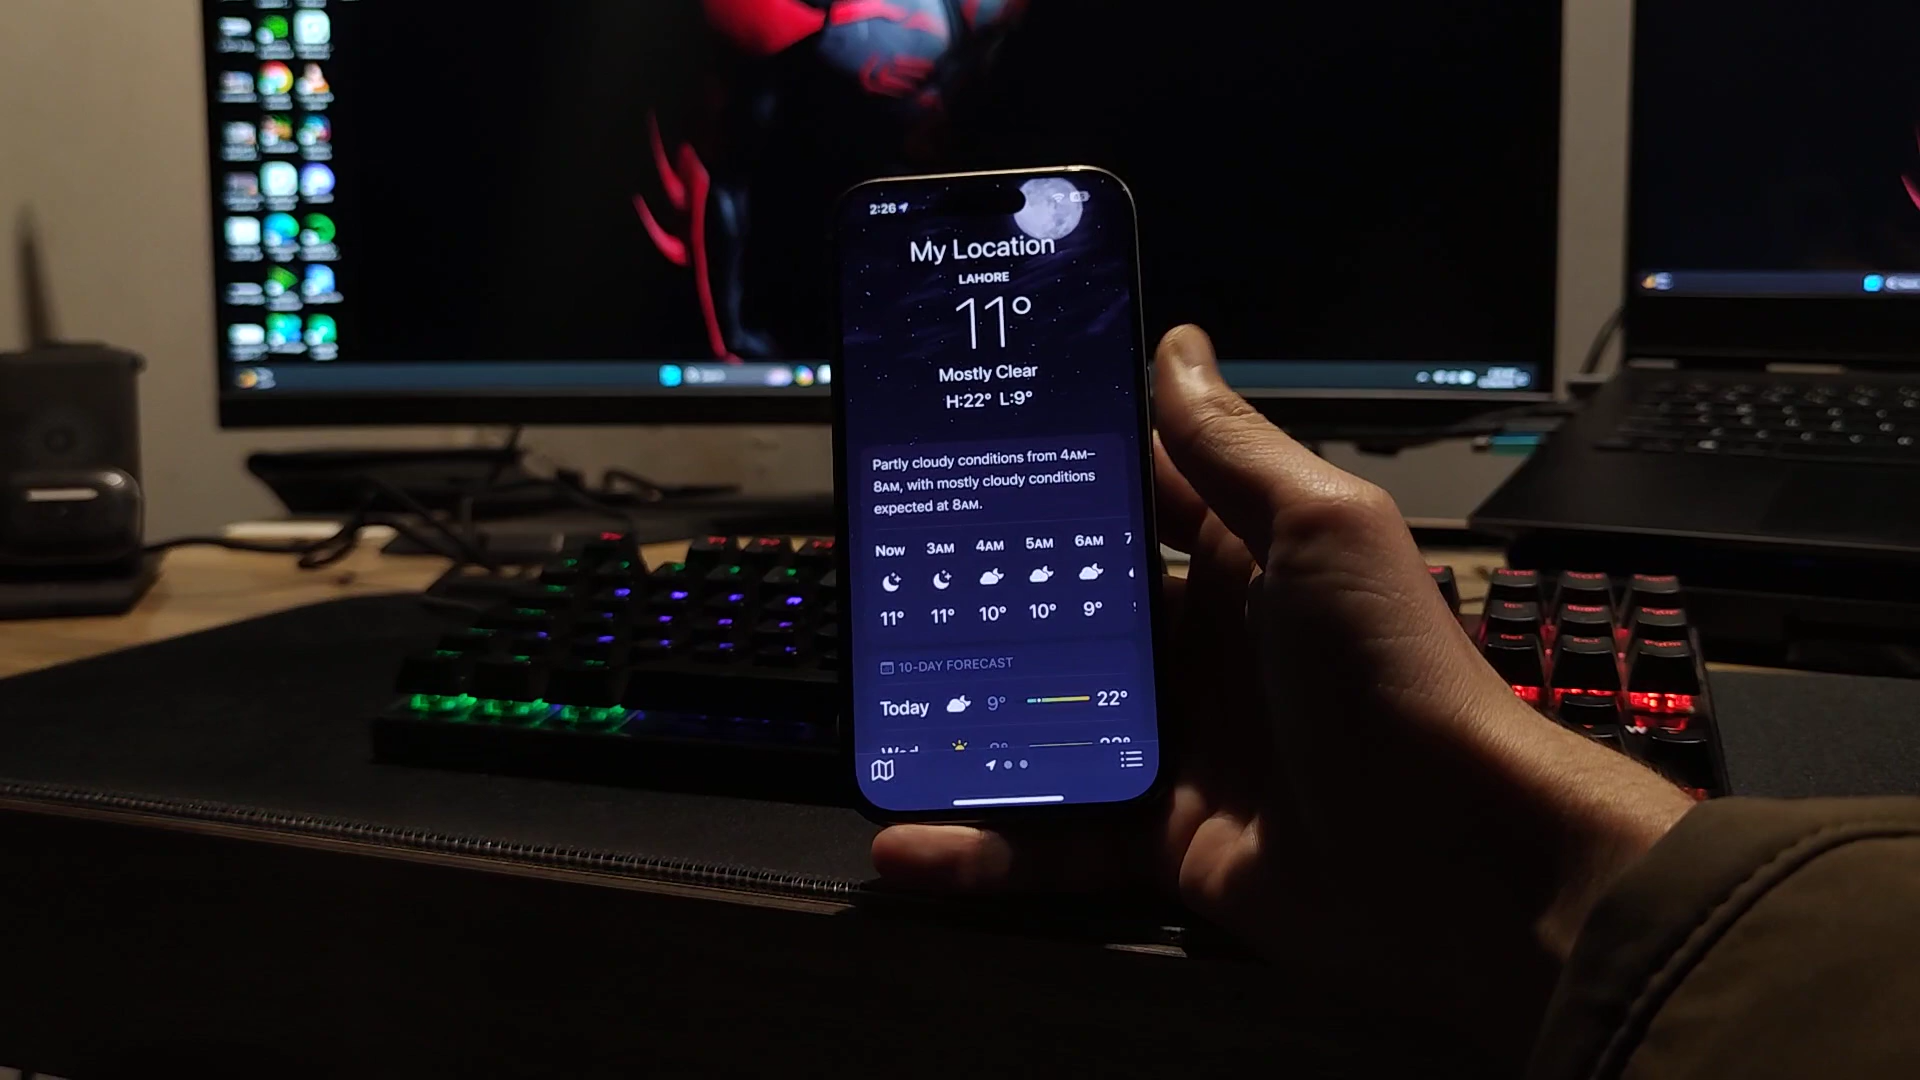 2:26
My Location
LAHORE
11°
Mostly Clear
H:22° L:9°
Partly cloudy conditions from 4AM–
8AM, with mostly cloudy conditions
expected at 8AM.
Now 3AM 4AM 5AM 6AM 7
11° 11° 10° 10° 9°
10-DAY FORECAST
Today 9° 22°
Wed
W